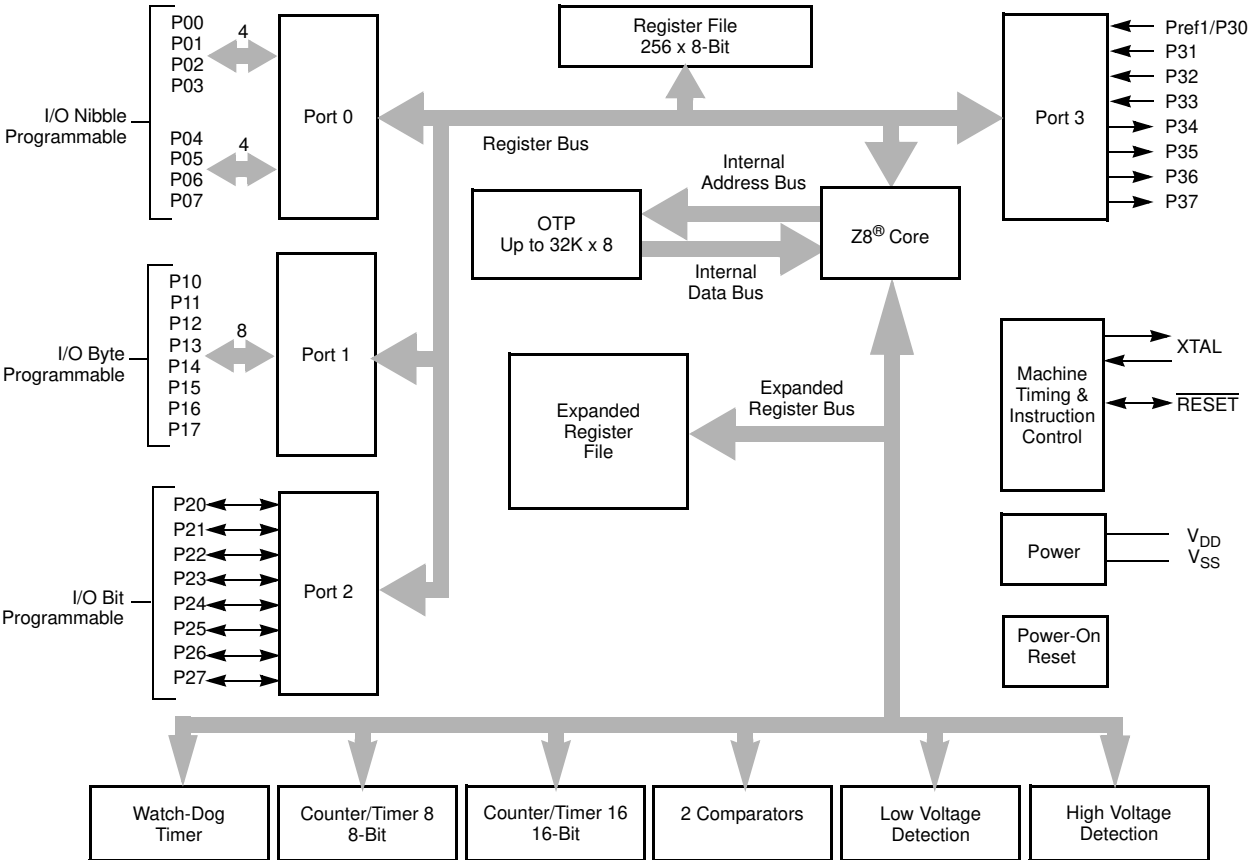 P00
P01
P02
P03
4
I/O Nibble
Programmable
P04
P05
P06
P07
4
Port 0
Register File
256 x 8-Bit
Register Bus
Port 3
Pref1/P30
P31
P32
P33
P34
P35
P36
P37
Internal
Address Bus
OTP
Up to 32K x 8
Z8® Core
Internal
Data Bus
I/O Byte
Programmable
P10
P11
P12
P13
P14
P15
P16
P17
8
Port 1
Expanded
Register
File
Expanded
Register Bus
Machine
Timing &
Instruction
Control
XTAL
RESET
I/O Bit
Programmable
P20
P21
P22
P23
P24
P25
P26
P27
Port 2
Power
VDD
VSS
Power-On
Reset
Watch-Dog
Timer
Counter/Timer 8
8-Bit
Counter/Timer 16
16-Bit
2 Comparators
Low Voltage
Detection
High Voltage
Detection